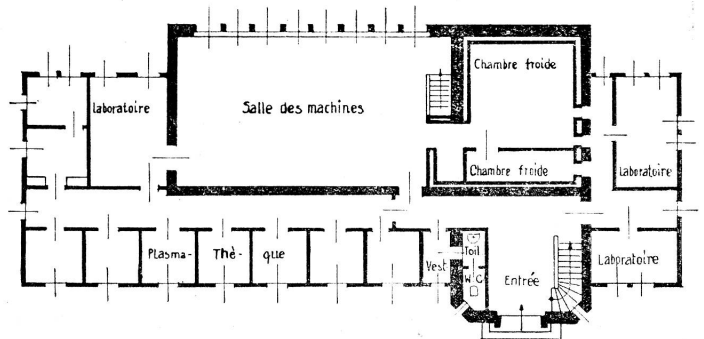 Chambre froide
Laboratoire
Salle des machines
Chambre froide
Laboratoire
Plasma- Thè- que
Vest
Toil
W.C
Entrée
Laboratoire